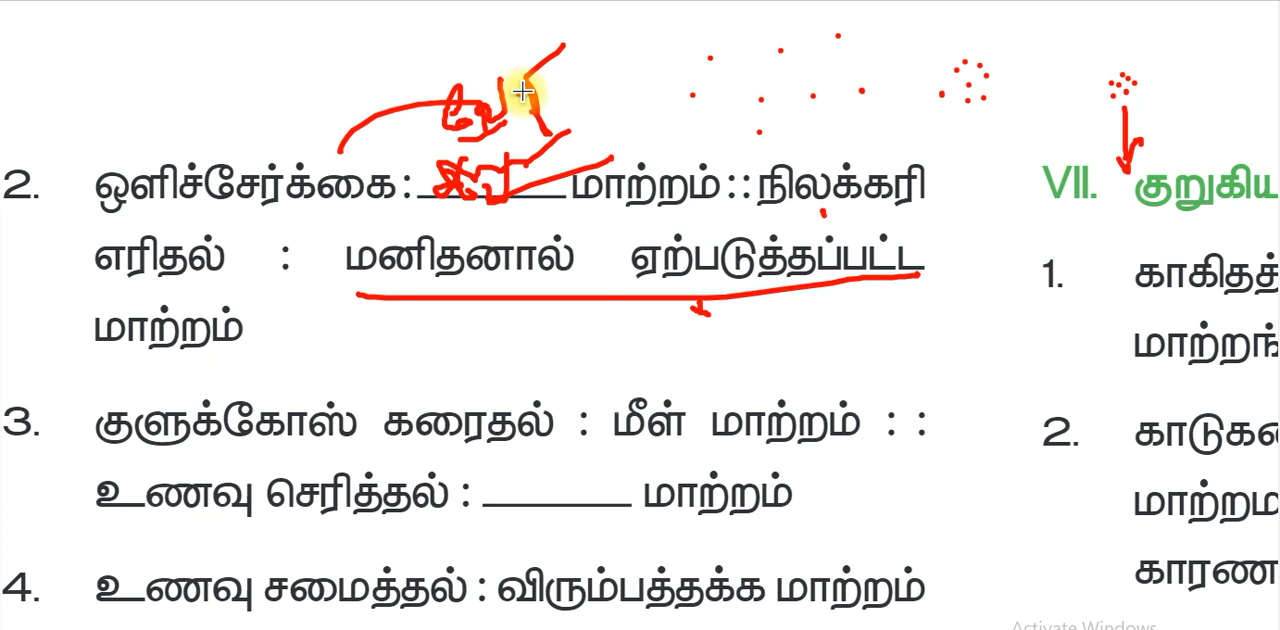 2. ஒளிச்சேர்க்கை : ______ மாற்றம் : : நிலக்கரி
எரிதல் : மனிதனால் ஏற்படுத்தப்பட்ட
மாற்றம்
3. குளுக்கோஸ் கரைதல் : மீள் மாற்றம் : :
உணவு செரித்தல் : ______ மாற்றம்
4. உணவு சமைத்தல் : விரும்பத்தக்க மாற்றம்
VII. குறுகிய
1. காகிதத்
மாற்றங்
2. காடுகளை
மாற்றம
காரண
Activate Windows